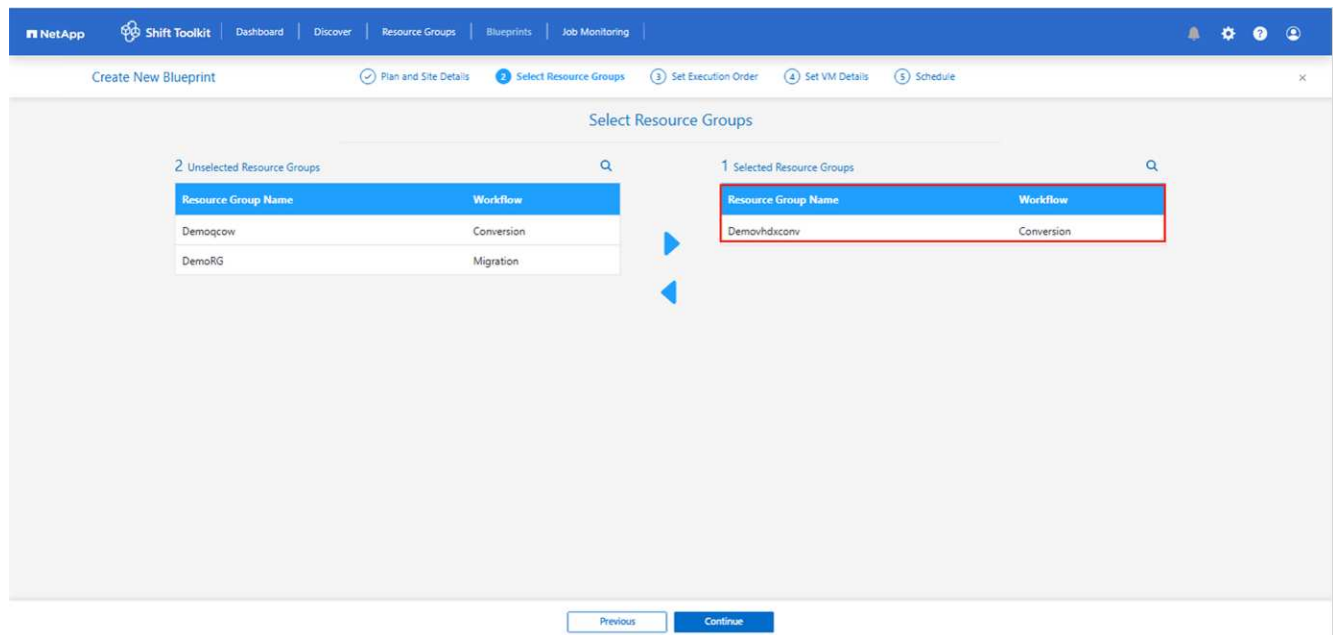 NetApp Shift Toolkit Dashboard Discover Resource Groups Blueprints Job Monitoring
Create New Blueprint Plan and Site Details 2 Select Resource Groups 3 Set Execution Order 4 Set VM Details 5 Schedule
Select Resource Groups
2 Unselected Resource Groups
Resource Group Name Workflow
Demoqcow Conversion
DemoRG Migration
1 Selected Resource Groups
Resource Group Name Workflow
Demovhdxconv Conversion
Previous Continue